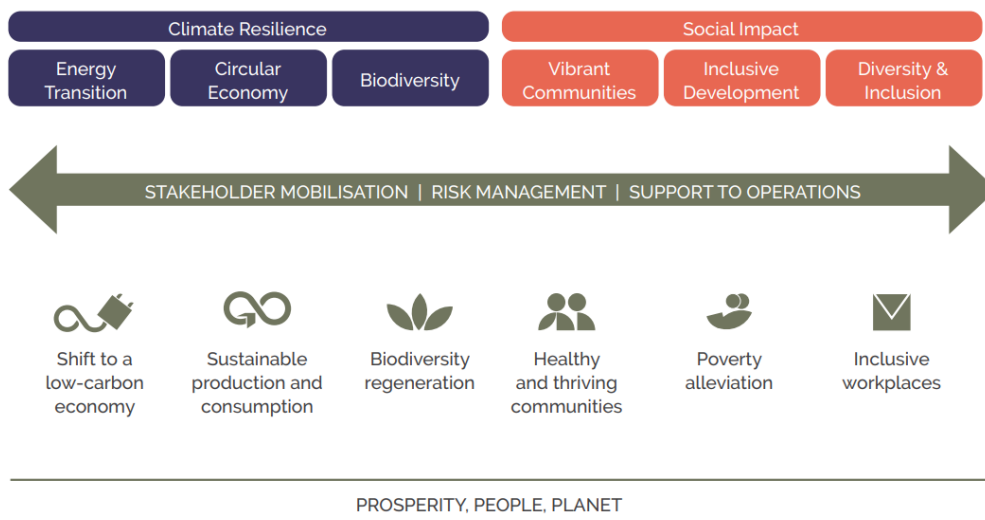 Climate Resilience
Social Impact
Energy
Transition
Circular
Economy
Biodiversity
Vibrant
Communities
Inclusive
Development
Diversity &
Inclusion
STAKEHOLDER MOBILISATION | RISK MANAGEMENT | SUPPORT TO OPERATIONS
Shift to a
low-carbon
economy
Sustainable
production and
consumption
Biodiversity
regeneration
Healthy
and thriving
communities
Poverty
alleviation
Inclusive
workplaces
PROSPERITY, PEOPLE, PLANET